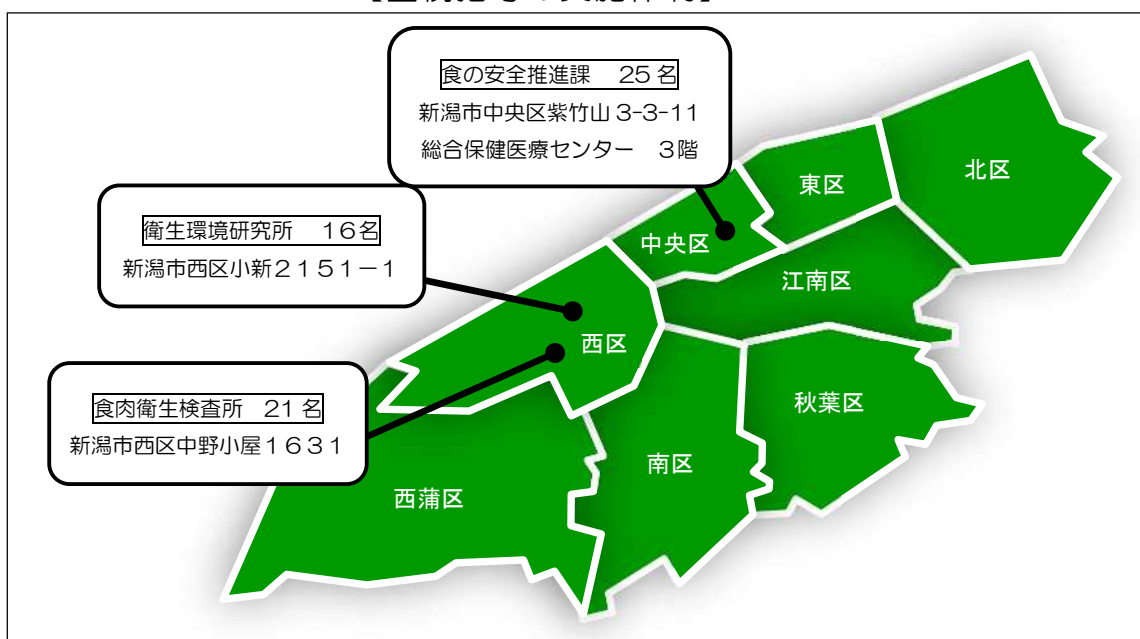 食の安全推進課 25名
新潟市中央区紫竹山3-3-11
総合保健医療センター 3階
衛生環境研究所 16名
新潟市西区小新2151-1
食肉衛生検査所 21名
新潟市西区中野小屋1631
北区
東区
中央区
江南区
西区
秋葉区
南区
西蒲区